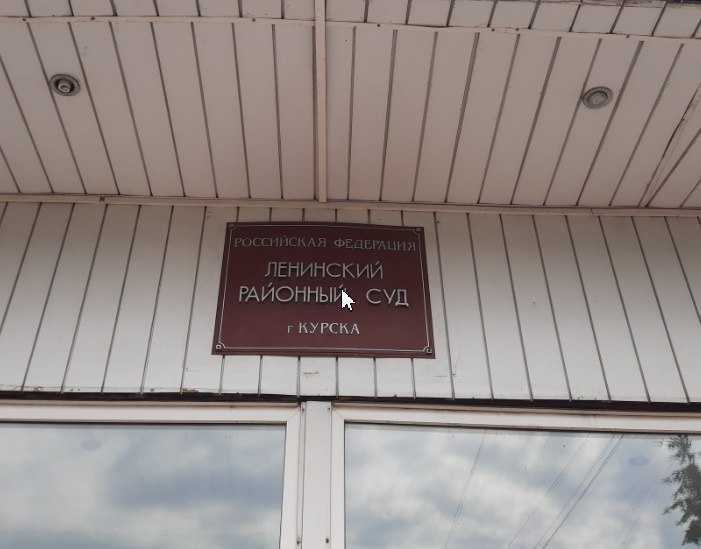 РОССИЙСКАЯ ФЕДЕРАЦИЯ
ЛЕНИНСКИЙ
РАЙОННЫЙ СУД
г КУРСКА